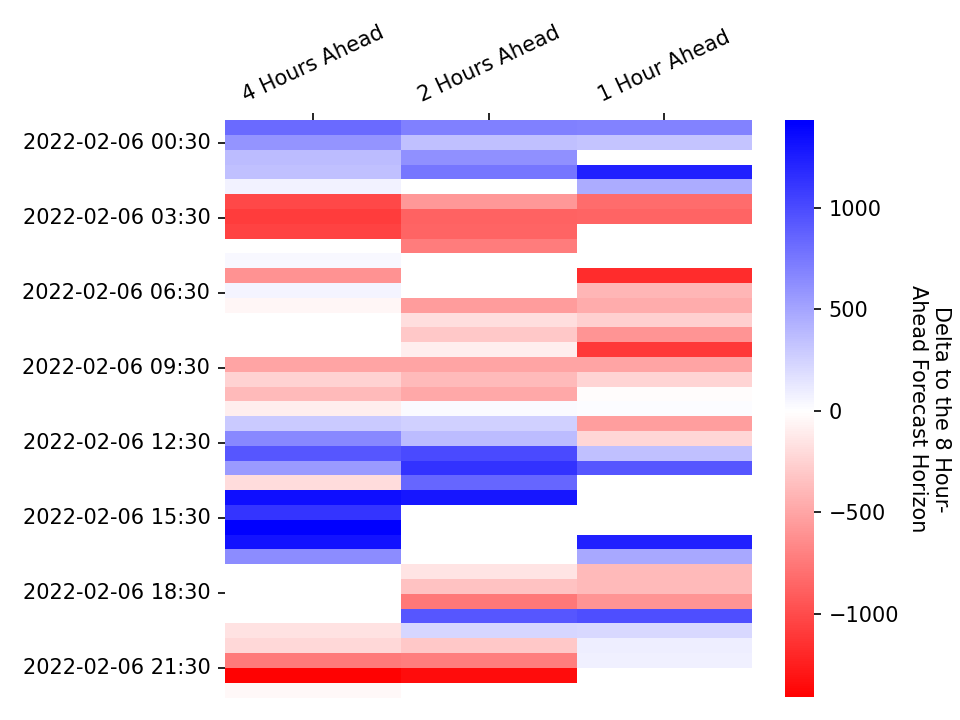 4 Hours Ahead
2 Hours Ahead
1 Hour Ahead
2022-02-06 00:30
2022-02-06 03:30
2022-02-06 06:30
2022-02-06 09:30
2022-02-06 12:30
2022-02-06 15:30
2022-02-06 18:30
2022-02-06 21:30
1000
500
0
−500
−1000
Delta to the 8 Hour-
Ahead Forecast Horizon